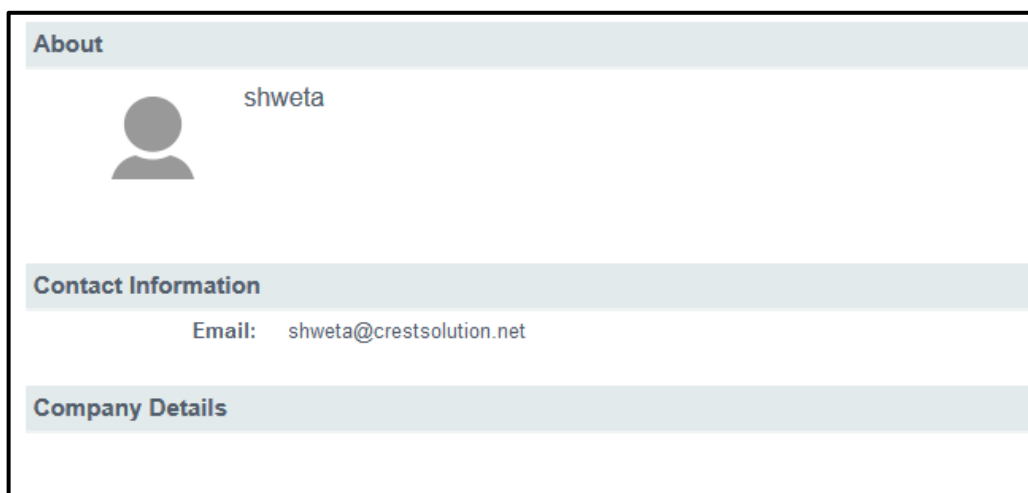 About
shweta
Contact Information
Email: shweta@crestsolution.net
Company Details